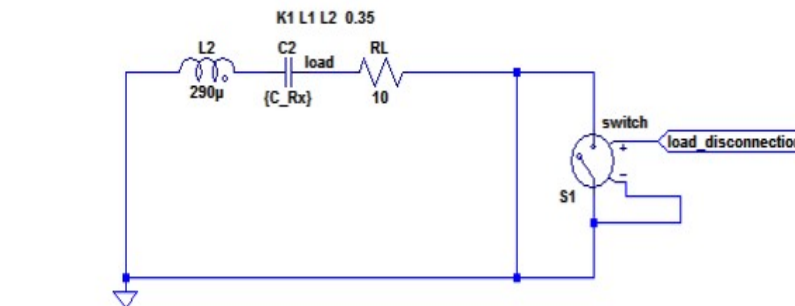 K1 L1 L2 0.35
L2
C2
load
RL
290µ
{C_Rx}
10
switch
load_disconnection
+
−
S1